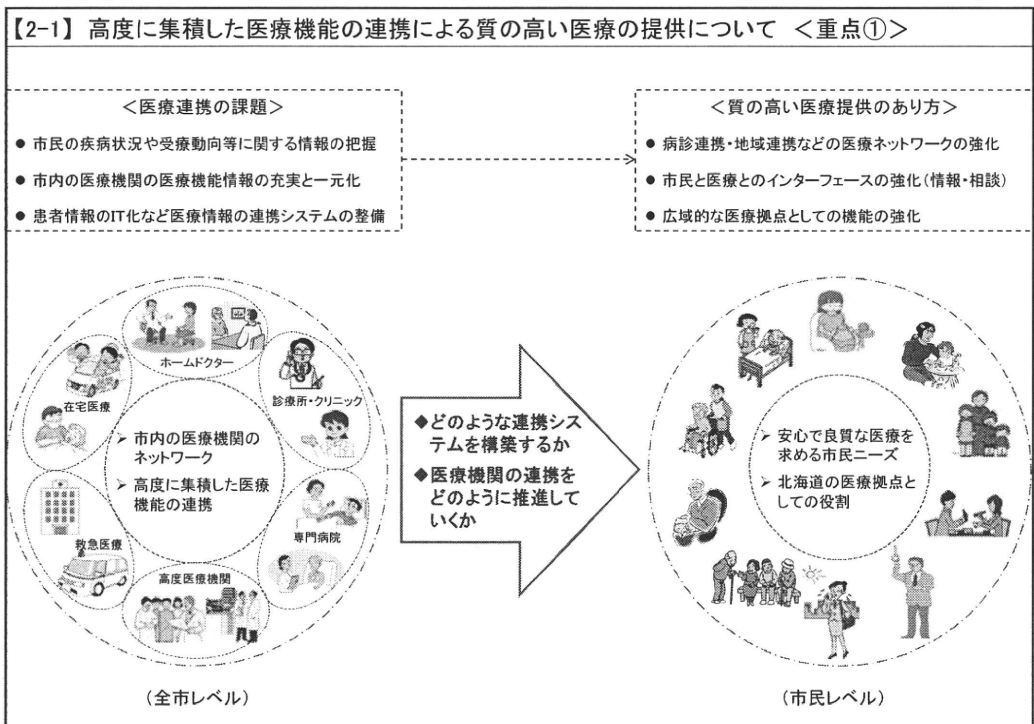 【2-1】 高度に集積した医療機能の連携による質の高い医療の提供について <重点①>
<医療連携の課題>
● 市民の疾病状況や受療動向等に関する情報の把握
● 市内の医療機関の医療機能情報の充実と一元化
● 患者情報のIT化など医療情報の連携システムの整備
<質の高い医療提供のあり方>
● 病診連携・地域連携などの医療ネットワークの強化
● 市民と医療とのインターフェースの強化(情報・相談)
● 広域的な医療拠点としての機能の強化
ホームドクター
在宅医療
診療所・クリニック
➢ 市内の医療機関の
ネットワーク
➢ 高度に集積した医療
機能の連携
救急医療
専門病院
高度医療機関
(全市レベル)
◆どのような連携シス
テムを構築するか
◆医療機関の連携を
どのように推進して
いくか
➢ 安心で良質な医療を
求める市民ニーズ
➢ 北海道の医療拠点と
しての役割
(市民レベル)